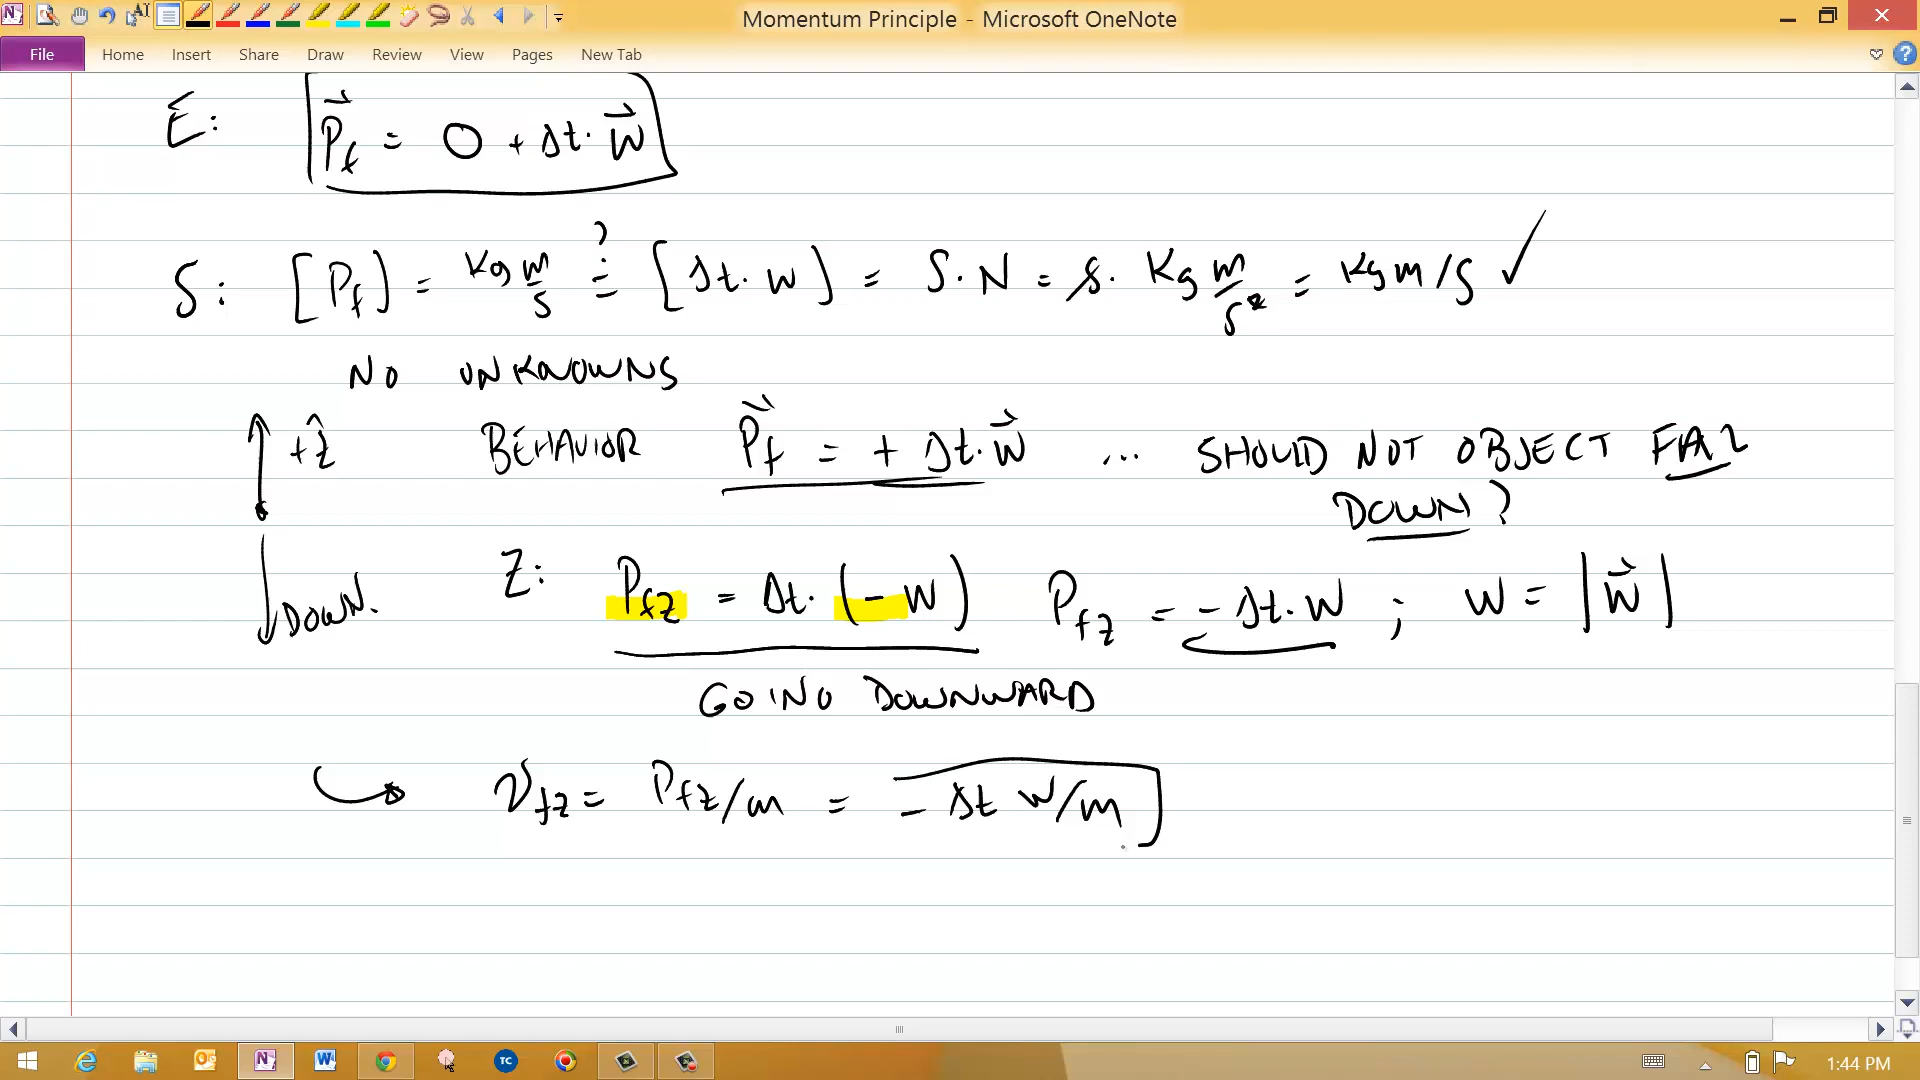 Momentum Principle - Microsoft OneNote
File Home Insert Share Draw Review View Pages New Tab
E: P⃗f = 0 + Δt · W⃗
S: [Pf] = kg m/s ≟ [Δt · W] = S · N = s · kg m/s² = kg m/s ✓
NO UNKNOWNS
+ẑ BEHAVIOR P⃗f = + Δt · W⃗ ... SHOULD NOT OBJECT FALL
DOWN?
DOWN. Z: Pfz = Δt · (-W) Pfz = - Δt · W ; W = |W⃗|
GOING DOWNWARD
vfz = Pfz/m = - Δt W/m
TC
1:44 PM